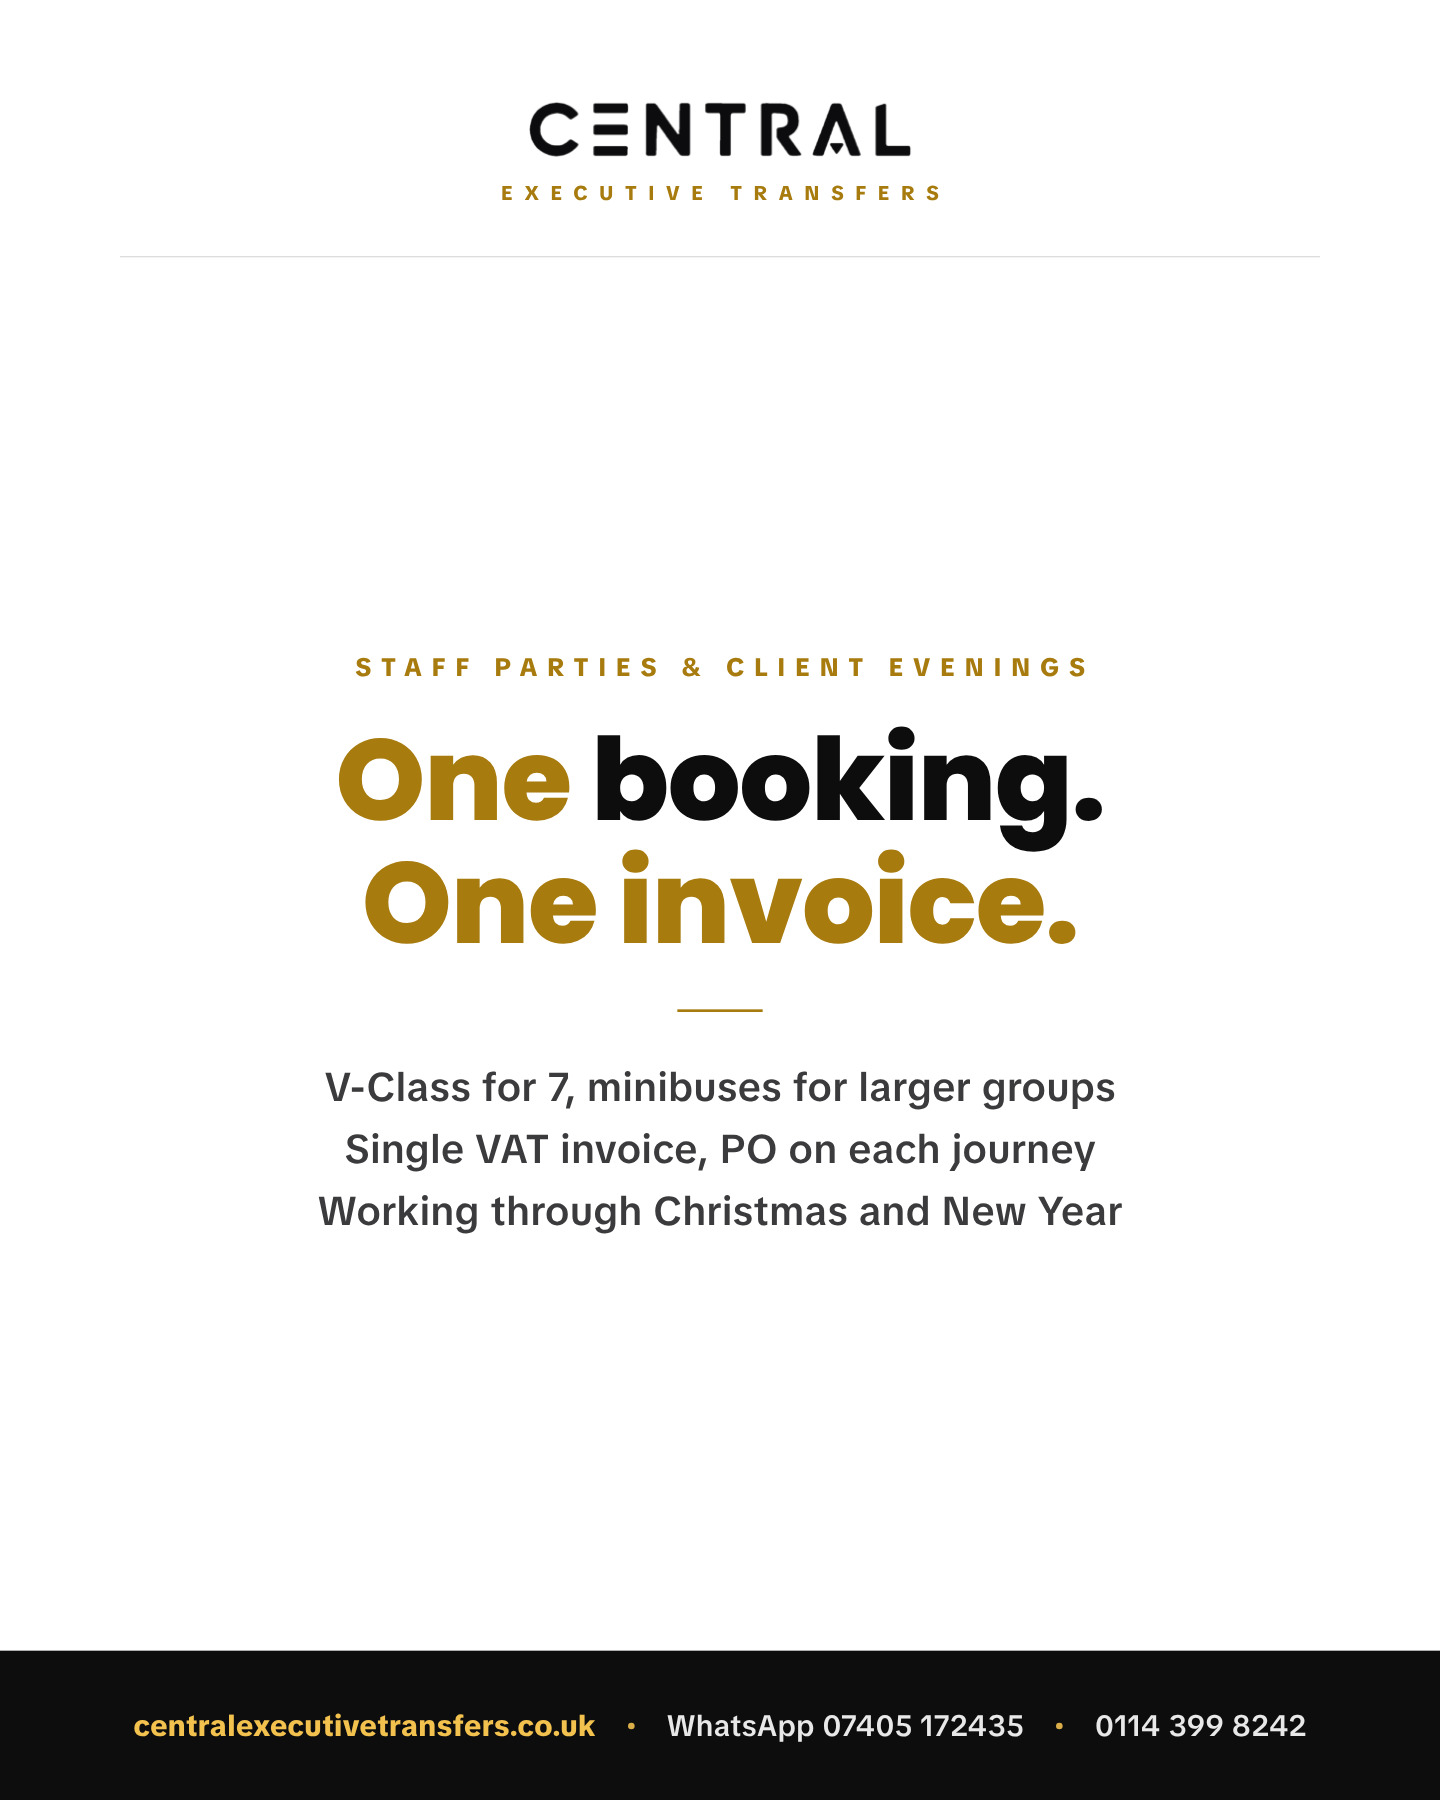 CENTRAL
EXECUTIVE TRANSFERS
STAFF PARTIES & CLIENT EVENINGS
One booking.
One invoice.
V-Class for 7, minibuses for larger groups
Single VAT invoice, PO on each journey
Working through Christmas and New Year
centralexecutivetransfers.co.uk • WhatsApp 07405 172435 • 0114 399 8242